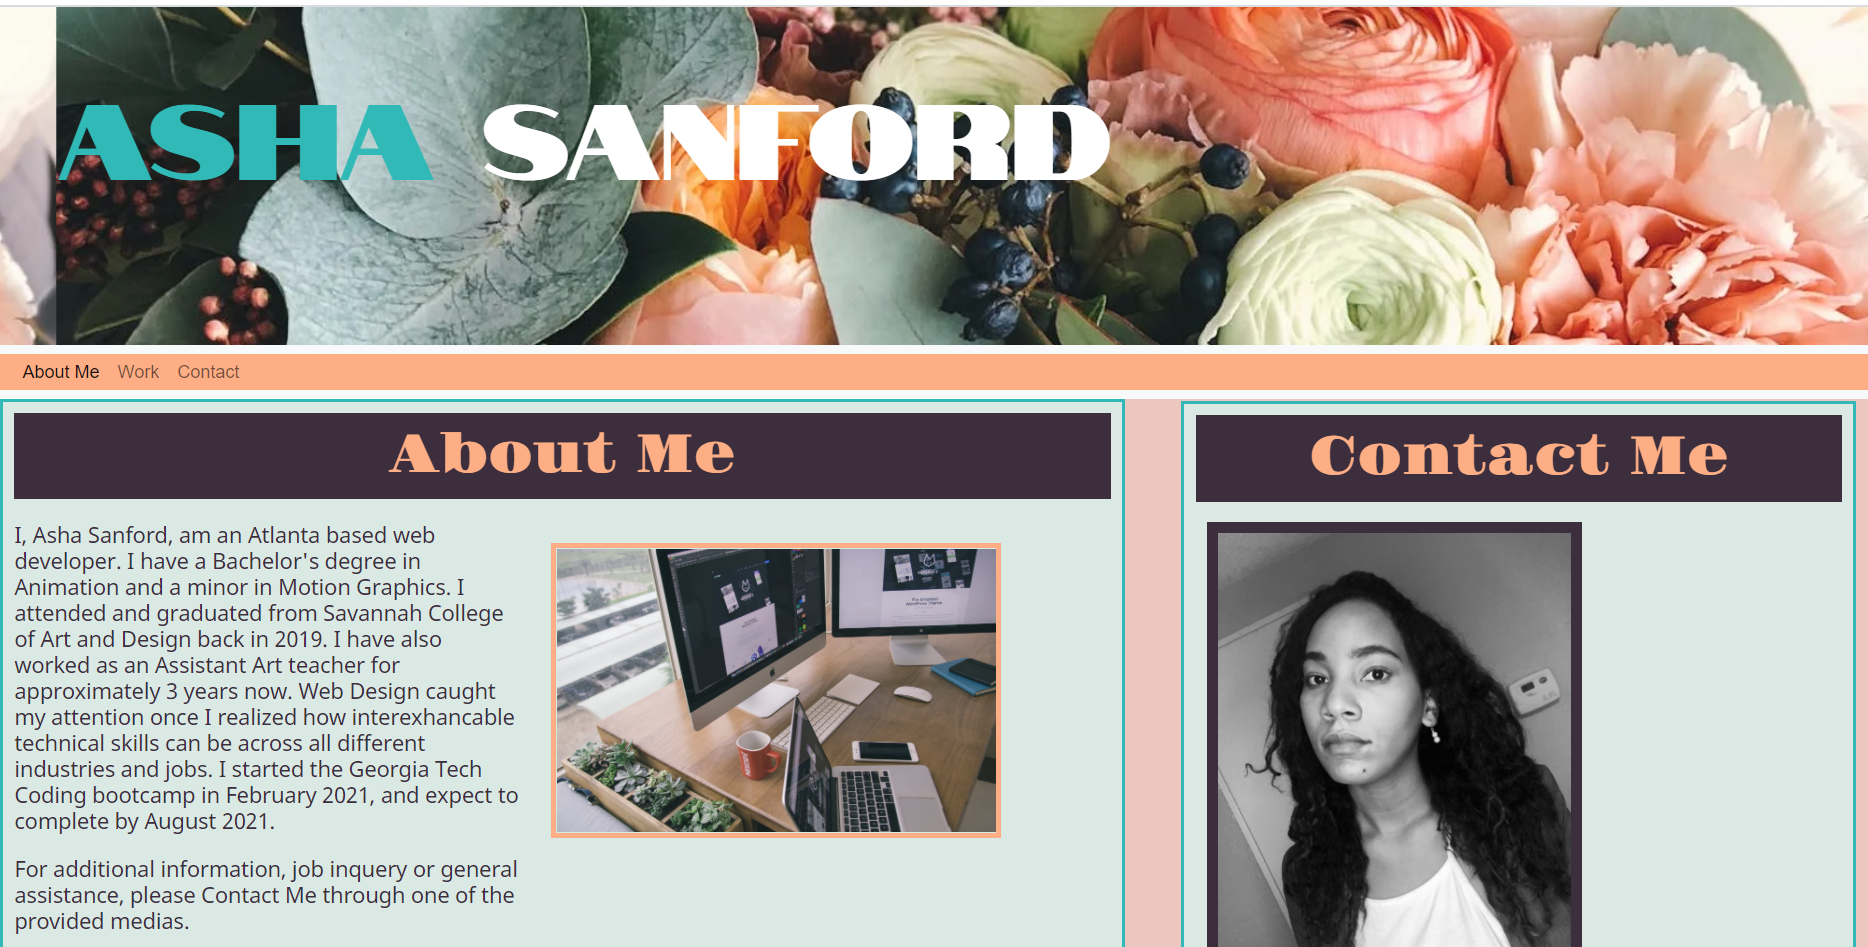 ASHA SANFORD
About Me Work Contact
About Me
I, Asha Sanford, am an Atlanta based web
developer. I have a Bachelor's degree in
Animation and a minor in Motion Graphics. I
attended and graduated from Savannah College
of Art and Design back in 2019. I have also
worked as an Assistant Art teacher for
approximately 3 years now. Web Design caught
my attention once I realized how interexhancable
technical skills can be across all different
industries and jobs. I started the Georgia Tech
Coding bootcamp in February 2021, and expect to
complete by August 2021.
For additional information, job inquery or general
assistance, please Contact Me through one of the
provided medias.
Contact Me